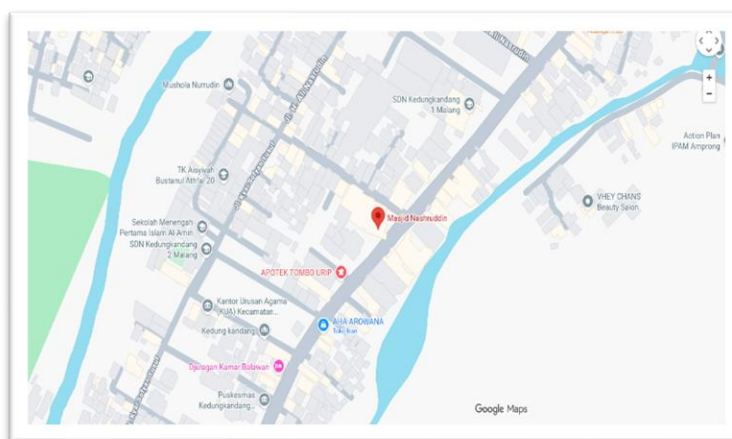 Mushola Nurrudin
SDN Kedungkandang
1 Malang
Action Plan
IPAM Amprong
TK Aisyiyah
Bustanul Athfal 20
VHEY CHANS
Beauty Salon
Masjid Nashruddin
Sekolah Menengah
Pertama Islam Al Amin
SDN Kedungkandang
2 Malang
APOTEK TOMBO URIP
Kantor Urusan Agama
(KUA) Kecamatan...
Kedung kandang
AHA AROWANA
Djuragan Kamar Balawan
Puskesmas
Kedungkandang...
Google Maps